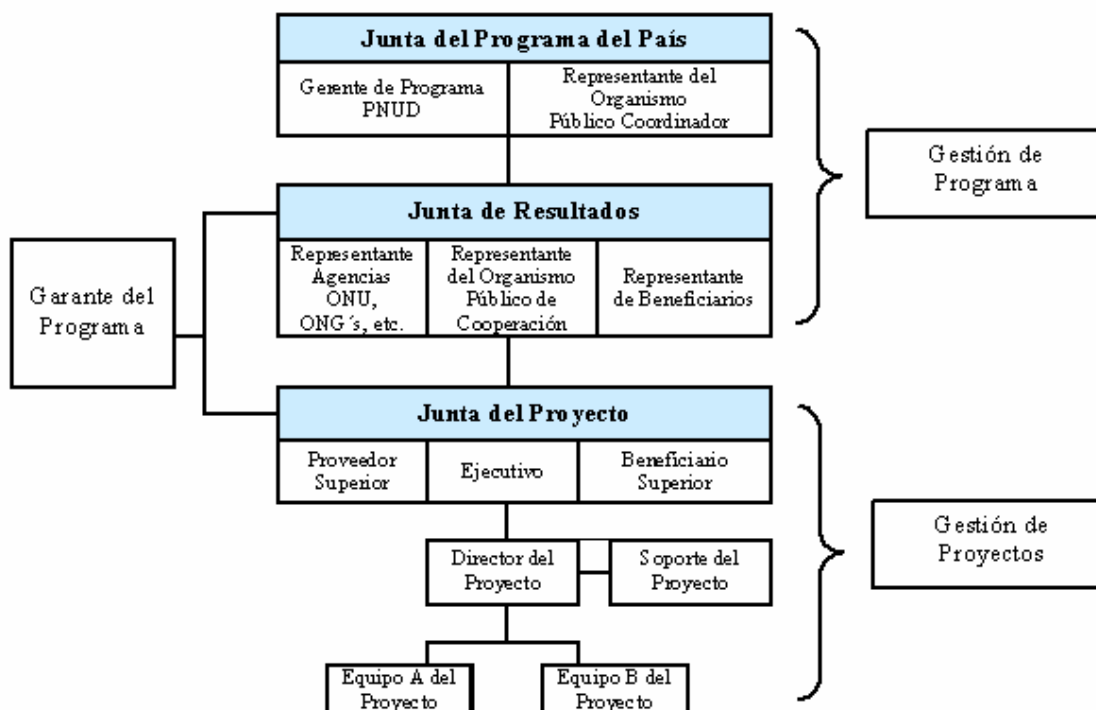 Junta del Programa del País
Gerente de Programa
PNUD
Representante del
Organismo
Público Coordinador
Gestión de
Programa
Junta de Resultados
Representante
Agencias
ONU,
ONG´s, etc.
Representante
del Organismo
Público de
Cooperación
Representante
de Beneficiarios
Garante del
Programa
Junta del Proyecto
Proveedor
Superior
Ejecutivo
Beneficiario
Superior
Gestión de
Proyectos
Director del
Proyecto
Soporte del
Proyecto
Equipo A del
Proyecto
Equipo B del
Proyecto